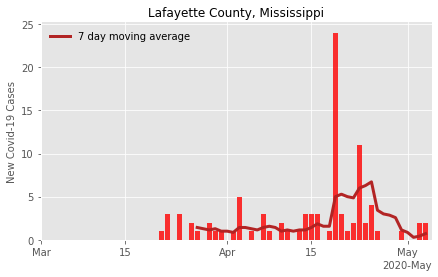 Lafayette County, Mississippi
7 day moving average
New Covid-19 Cases
25
20
15
10
5
0
Mar 15 Apr 15 May
2020-May